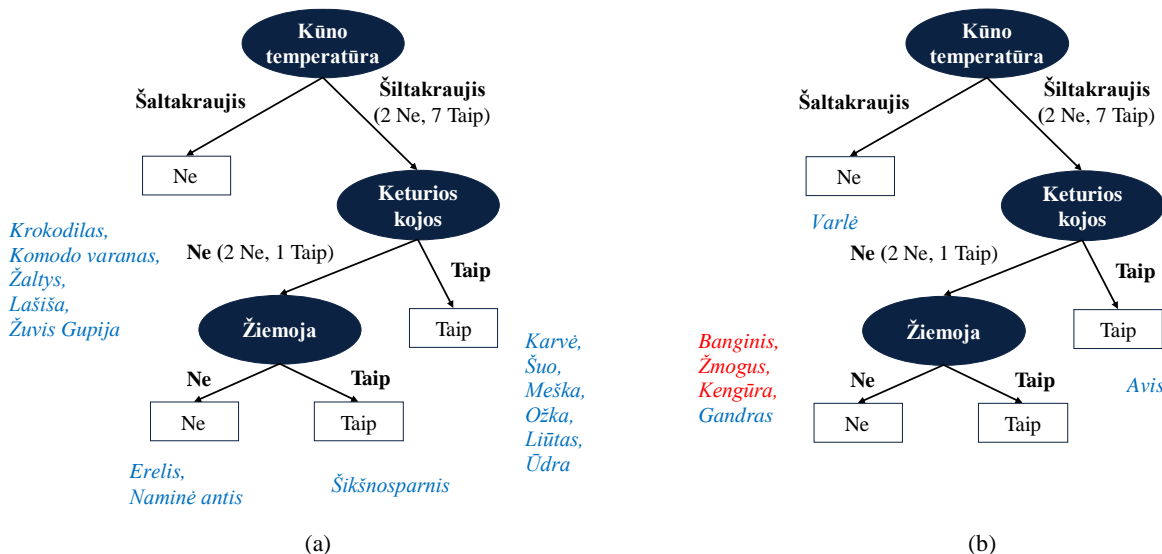 Kūno
temperatūra
Šaltakraujis
Šiltakraujis
(2 Ne, 7 Taip)
Ne
Keturios
kojos
Krokodilas,
Komodo varanas,
Žaltys,
Lašiša,
Žuvis Gupija
Ne (2 Ne, 1 Taip)
Taip
Žiemoja
Taip
Karvė,
Šuo,
Meška,
Ožka,
Liūtas,
Ūdra
Ne
Taip
Ne
Taip
Erelis,
Naminė antis
Šikšnosparnis
(a)
Kūno
temperatūra
Šaltakraujis
Šiltakraujis
(2 Ne, 7 Taip)
Ne
Keturios
kojos
Varlė
Ne (2 Ne, 1 Taip)
Taip
Žiemoja
Taip
Avis
Banginis,
Žmogus,
Kengūra,
Gandras
Ne
Taip
Ne
Taip
(b)